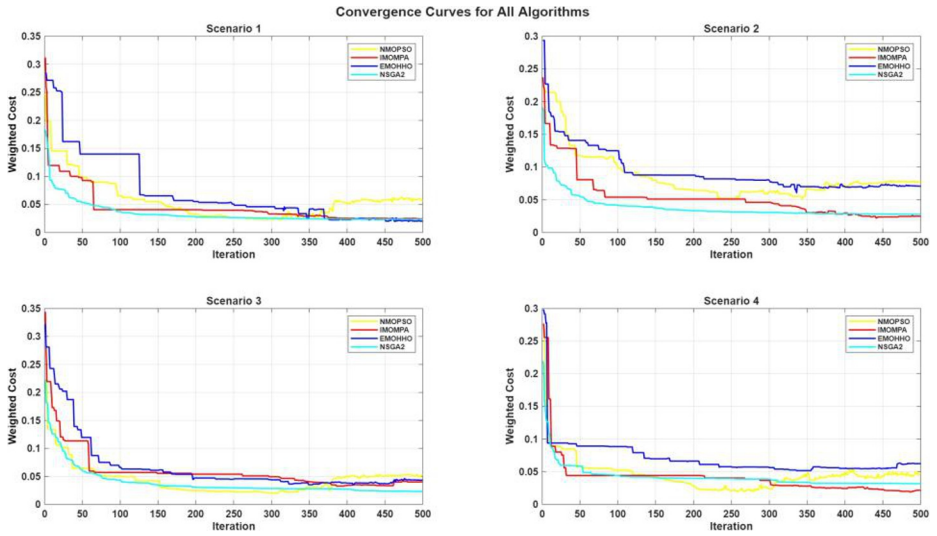 Convergence Curves for All Algorithms
Scenario 1
Weighted Cost
0.35
0.3
0.25
0.2
0.15
0.1
0.05
0
0 50 100 150 200 250 300 350 400 450 500
Iteration
NMOPSO
IMOMPA
EMOHHO
NSGA2
Scenario 2
Weighted Cost
0.3
0.25
0.2
0.15
0.1
0.05
0
0 50 100 150 200 250 300 350 400 450 500
Iteration
NMOPSO
IMOMPA
EMOHHO
NSGA2
Scenario 3
Weighted Cost
0.35
0.3
0.25
0.2
0.15
0.1
0.05
0
0 50 100 150 200 250 300 350 400 450 500
Iteration
NMOPSO
IMOMPA
EMOHHO
NSGA2
Scenario 4
Weighted Cost
0.3
0.25
0.2
0.15
0.1
0.05
0
0 50 100 150 200 250 300 350 400 450 500
Iteration
NMOPSO
IMOMPA
EMOHHO
NSGA2